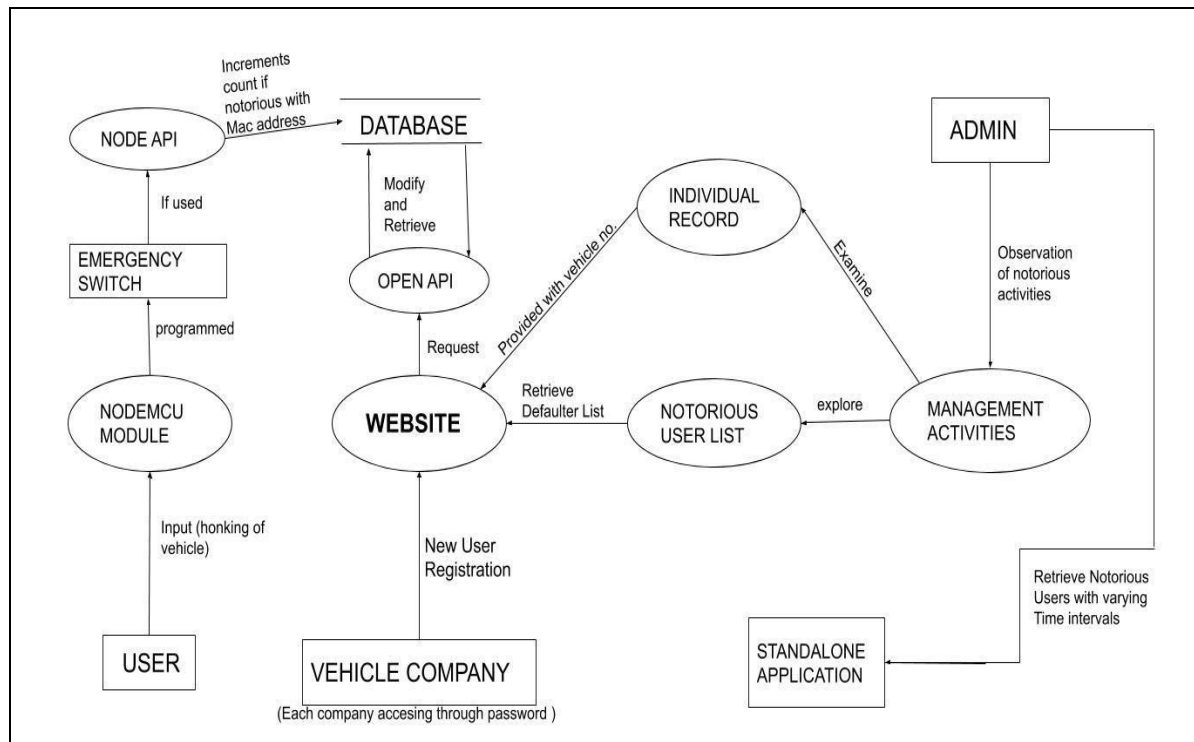 Increments
count if
notorious with
Mac address
NODE API
DATABASE
ADMIN
If used
Modify
and
Retrieve
INDIVIDUAL
RECORD
EMERGENCY
SWITCH
OPEN API
Provided with vehicle no.
Examine
Observation
of notorious
activities
programmed
Request
NODEMCU
MODULE
WEBSITE
Retrieve
Defaulter List
NOTORIOUS
USER LIST
explore
MANAGEMENT
ACTIVITIES
Input (honking of
vehicle)
New User
Registration
Retrieve Notorious
Users with varying
Time intervals
USER
VEHICLE COMPANY
(Each company accesing through password )
STANDALONE
APPLICATION